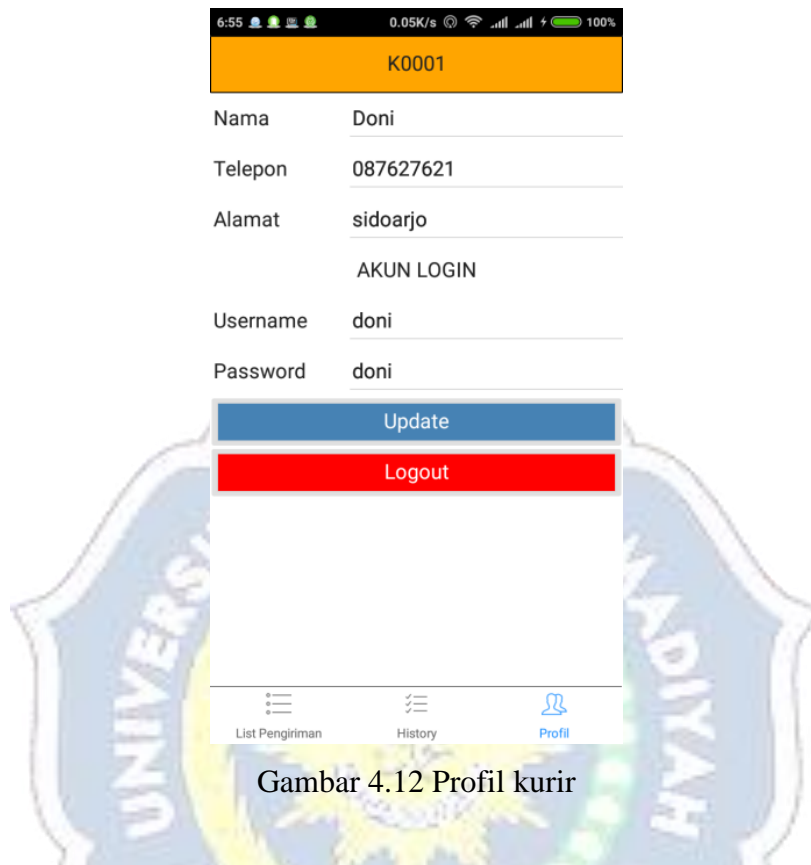 6:55 0.05K/s 100%
K0001
Nama Doni
Telepon 087627621
Alamat sidoarjo
AKUN LOGIN
Username doni
Password doni
Update
Logout
List Pengiriman History Profil
Gambar 4.12 Profil kurir